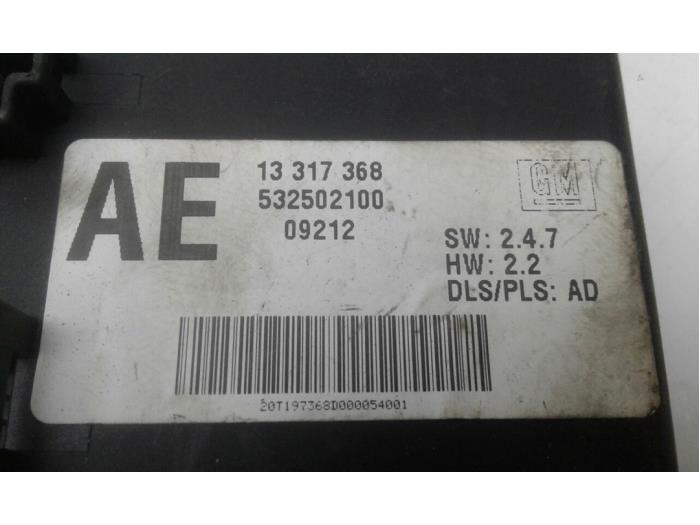 AE
13 317 368
532502100
09212
GM
SW: 2.4.7
HW: 2.2
DLS/PLS: AD
20T197368D000054001